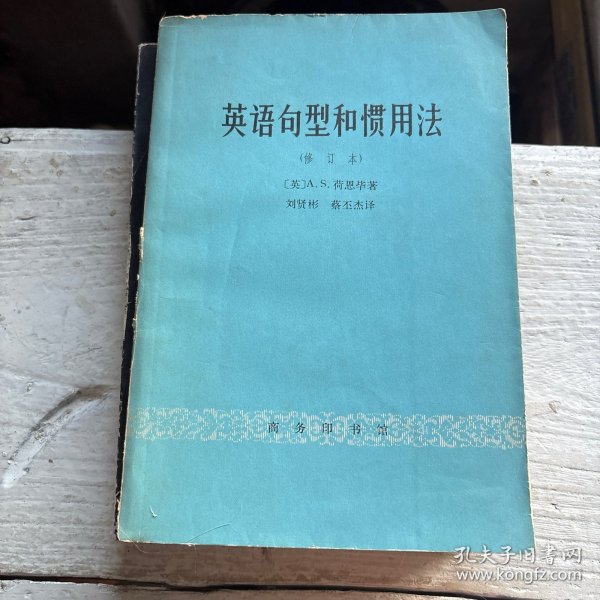 英语句型和惯用法
(修订本)
〔英〕A.S.荷恩毕著
刘贤彬 蔡丕杰译
商务印书馆
孔夫子旧书网
www.kongfz.com